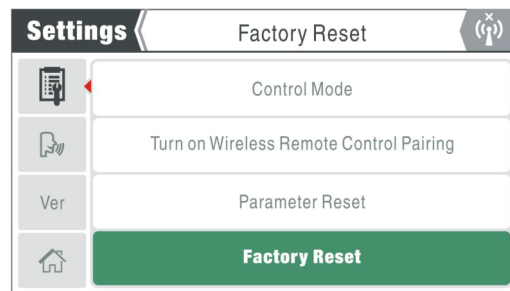 Settings
Factory Reset
Control Mode
Turn on Wireless Remote Control Pairing
Ver
Parameter Reset
Factory Reset